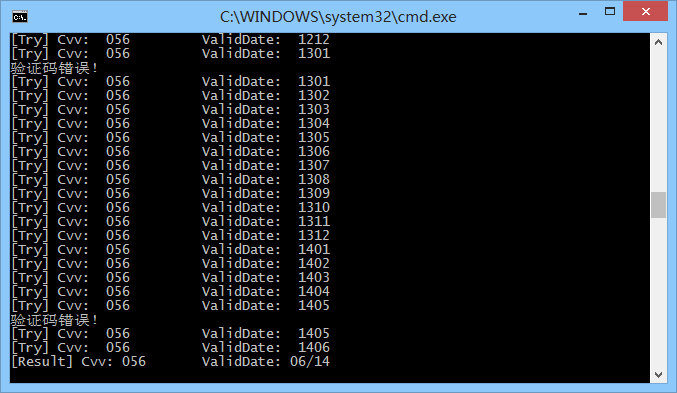 C:\WINDOWS\system32\cmd.exe
[Try] Cvv: 056 ValidDate: 1212
[Try] Cvv: 056 ValidDate: 1301
验证码错误!
[Try] Cvv: 056 ValidDate: 1301
[Try] Cvv: 056 ValidDate: 1302
[Try] Cvv: 056 ValidDate: 1303
[Try] Cvv: 056 ValidDate: 1304
[Try] Cvv: 056 ValidDate: 1305
[Try] Cvv: 056 ValidDate: 1306
[Try] Cvv: 056 ValidDate: 1307
[Try] Cvv: 056 ValidDate: 1308
[Try] Cvv: 056 ValidDate: 1309
[Try] Cvv: 056 ValidDate: 1310
[Try] Cvv: 056 ValidDate: 1311
[Try] Cvv: 056 ValidDate: 1312
[Try] Cvv: 056 ValidDate: 1401
[Try] Cvv: 056 ValidDate: 1402
[Try] Cvv: 056 ValidDate: 1403
[Try] Cvv: 056 ValidDate: 1404
[Try] Cvv: 056 ValidDate: 1405
验证码错误!
[Try] Cvv: 056 ValidDate: 1405
[Try] Cvv: 056 ValidDate: 1406
[Result] Cvv: 056 ValidDate: 06/14